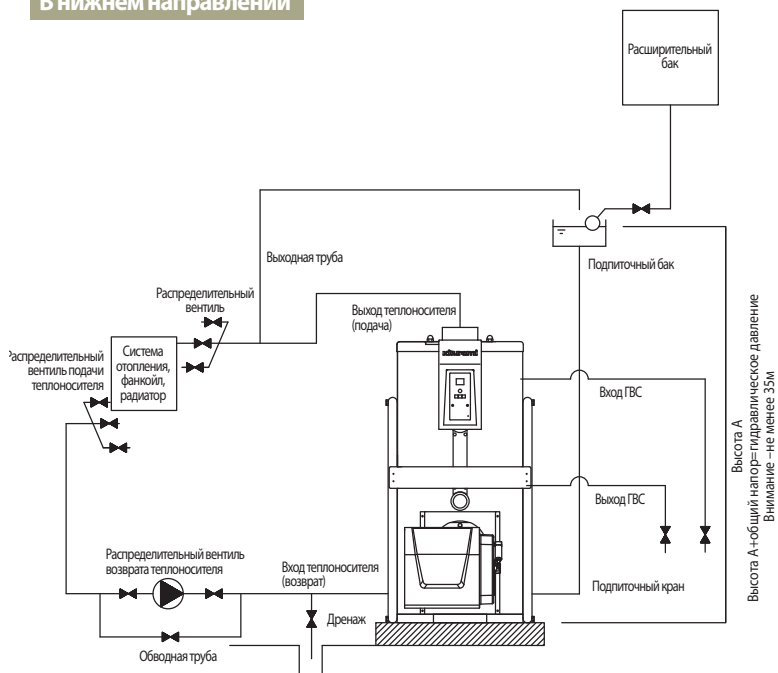 В нижнем направлении
Расширительный
бак
Выходная труба
Подпиточный бак
Распределительный
вентиль
Выход теплоносителя
(подача)
Распределительный
вентиль подачи
теплоносителя
Система
отопления,
фанкойл,
радиатор
Вход ГВС
Выход ГВС
Высота А
Высота А+общий напор=гидравлическое давление
Внимание –не менее 35м
Распределительный вентиль
возврата теплоносителя
Вход теплоносителя
(возврат)
Подпиточный кран
Дренаж
Обводная труба